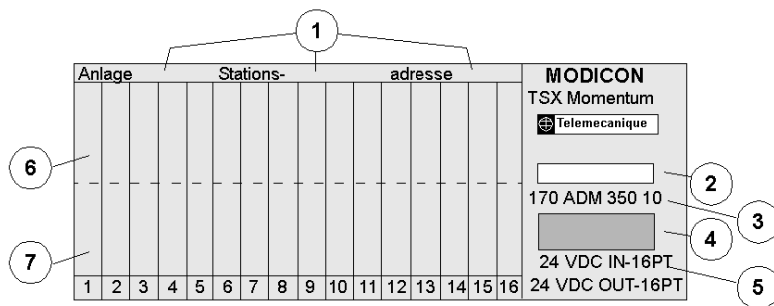 1
Anlage Stations- adresse
MODICON
TSX Momentum
Telemecanique
6
2
170 ADM 350 10
3
4
7
24 VDC IN-16PT
5
1 2 3 4 5 6 7 8 9 10 11 12 13 14 15 16
24 VDC OUT-16PT